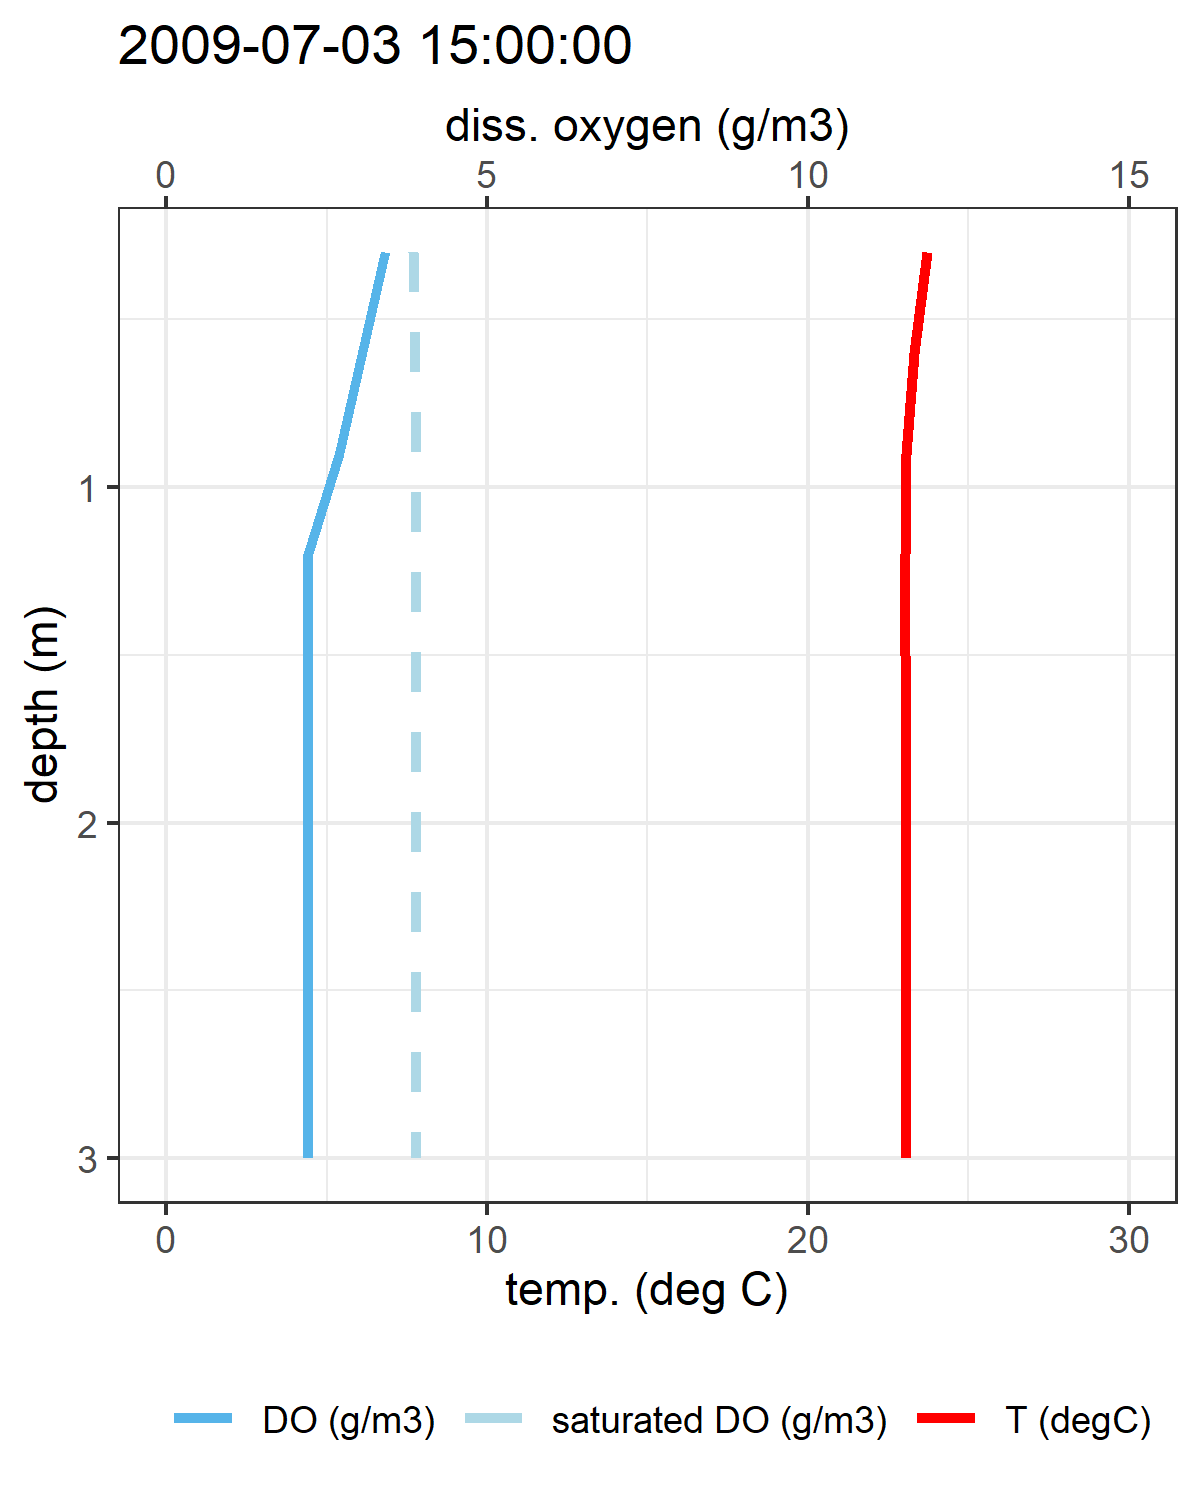 2009-07-03 15:00:00
diss. oxygen (g/m3)
0 5 10 15
1
2
3
depth (m)
0 10 20 30
temp. (deg C)
DO (g/m3) saturated DO (g/m3) T (degC)